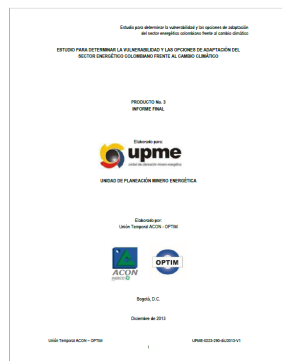 Estudio para determinar la vulnerabilidad y las opciones de adaptación
del sector energético colombiano frente al cambio climático
ESTUDIO PARA DETERMINAR LA VULNERABILIDAD Y LAS OPCIONES DE ADAPTACIÓN DEL
SECTOR ENERGÉTICO COLOMBIANO FRENTE AL CAMBIO CLIMÁTICO
PRODUCTO No. 3
INFORME FINAL
Elaborado para:
upme
UNIDAD DE PLANEACIÓN MINERO ENERGÉTICA
Elaborado por:
Unión Temporal ACON - OPTIM
ACON
OPTIM
Bogotá, D.C.
Diciembre de 2013
Unión Temporal ACON – OPTIM
1